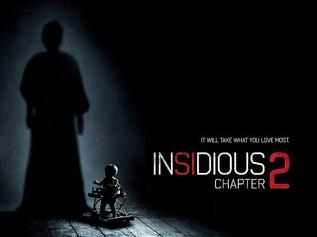 IT WILL TAKE WHAT YOU LOVE MOST.
INSIDIOUS
CHAPTER 2